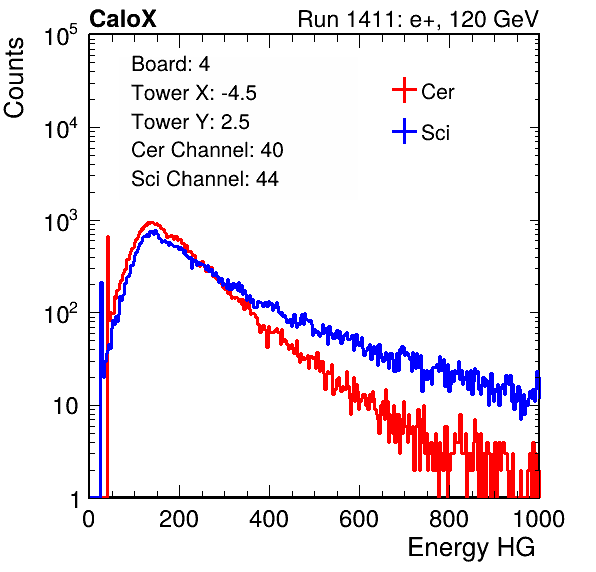 CaloX Run 1411: e+, 120 GeV
Counts
Board: 4
Tower X: -4.5
Tower Y: 2.5
Cer Channel: 40
Sci Channel: 44
Cer
Sci
10^5
10^4
10^3
10^2
10
1
0 200 400 600 800 1000
Energy HG